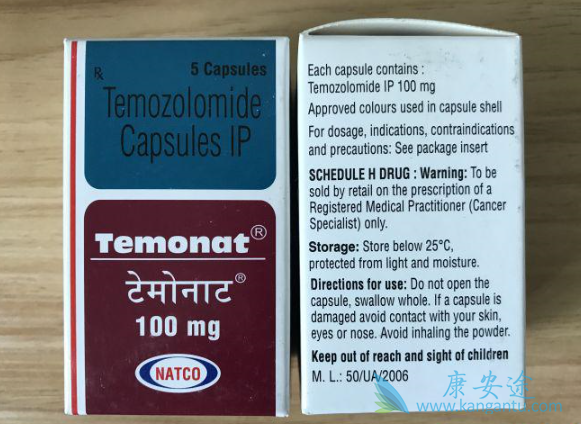 ℞
5 Capsules
Temozolomide
Capsules IP
Temonat®
टेमोनाट®
100 mg
NATCO
Each capsule contains :
Temozolomide IP 100 mg
Approved colours used in capsule shell
For dosage, indications, contraindications
and precautions: See package insert
SCHEDULE H DRUG : Warning: To be
sold by retail on the prescription of a
Registered Medical Practitioner (Cancer
Specialist) only.
Storage: Store below 25°C,
protected from light and moisture.
Directions for use: Do not open the
capsule, swallow whole. If a capsule is
damaged avoid contact with your skin,
eyes or nose. Avoid inhaling the powder.
Keep out of reach and sight of children
M. L.: 50/UA/2006
康安途
www.kangantu.com